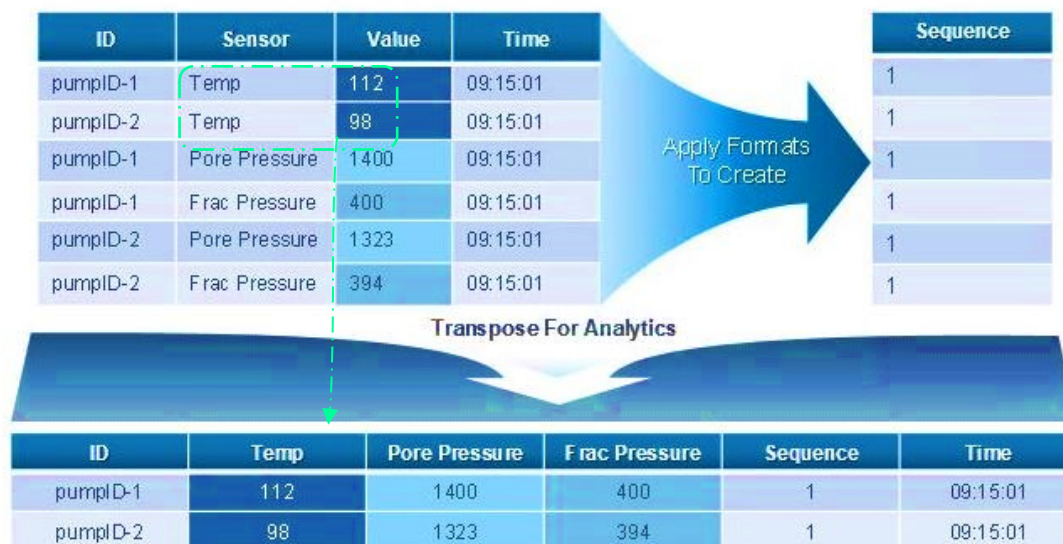 ID Sensor Value Time Sequence
pumpID-1 Temp 112 09:15:01 1
pumpID-2 Temp 98 09:15:01 1
pumpID-1 Pore Pressure 1400 09:15:01 1
pumpID-1 Frac Pressure 400 09:15:01 1
pumpID-2 Pore Pressure 1323 09:15:01 1
pumpID-2 Frac Pressure 394 09:15:01 1
Apply Formats
To Create
Transpose For Analytics
ID Temp Pore Pressure Frac Pressure Sequence Time
pumpID-1 112 1400 400 1 09:15:01
pumpID-2 98 1323 394 1 09:15:01